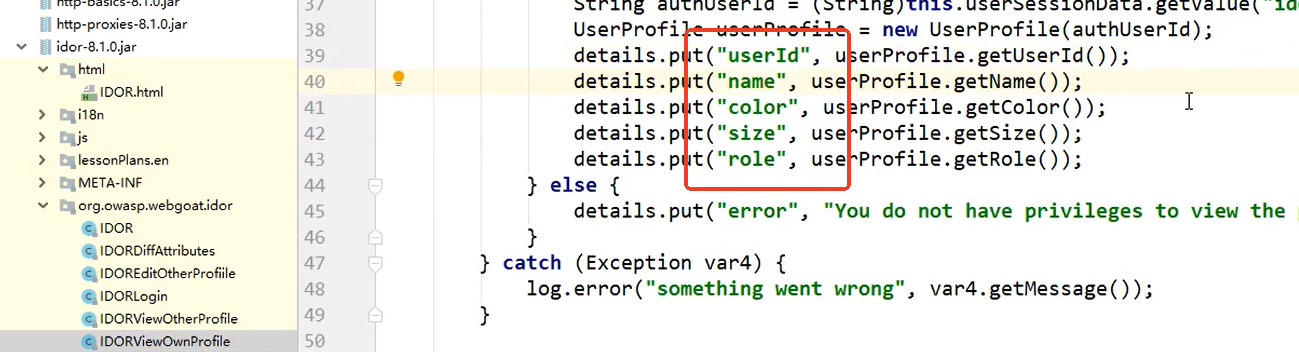 http-basics-8.1.0.jar
http-proxies-8.1.0.jar
idor-8.1.0.jar
html
IDOR.html
i18n
js
lessonPlans.en
META-INF
org.owasp.webgoat.idor
IDOR
IDORDiffAttributes
IDOREditOtherProfiile
IDORLogin
IDORViewOtherProfile
IDORViewOwnProfile
37 String authUserId = (String)this.userSessionData.getValue("ido
38 UserProfile userProfile = new UserProfile(authUserId);
39 details.put("userId", userProfile.getUserId());
40 details.put("name", userProfile.getName());
41 details.put("color", userProfile.getColor());
42 details.put("size", userProfile.getSize());
43 details.put("role", userProfile.getRole());
44 } else {
45 details.put("error", "You do not have privileges to view the
46 }
47 } catch (Exception var4) {
48 log.error("something went wrong", var4.getMessage());
49 }
50